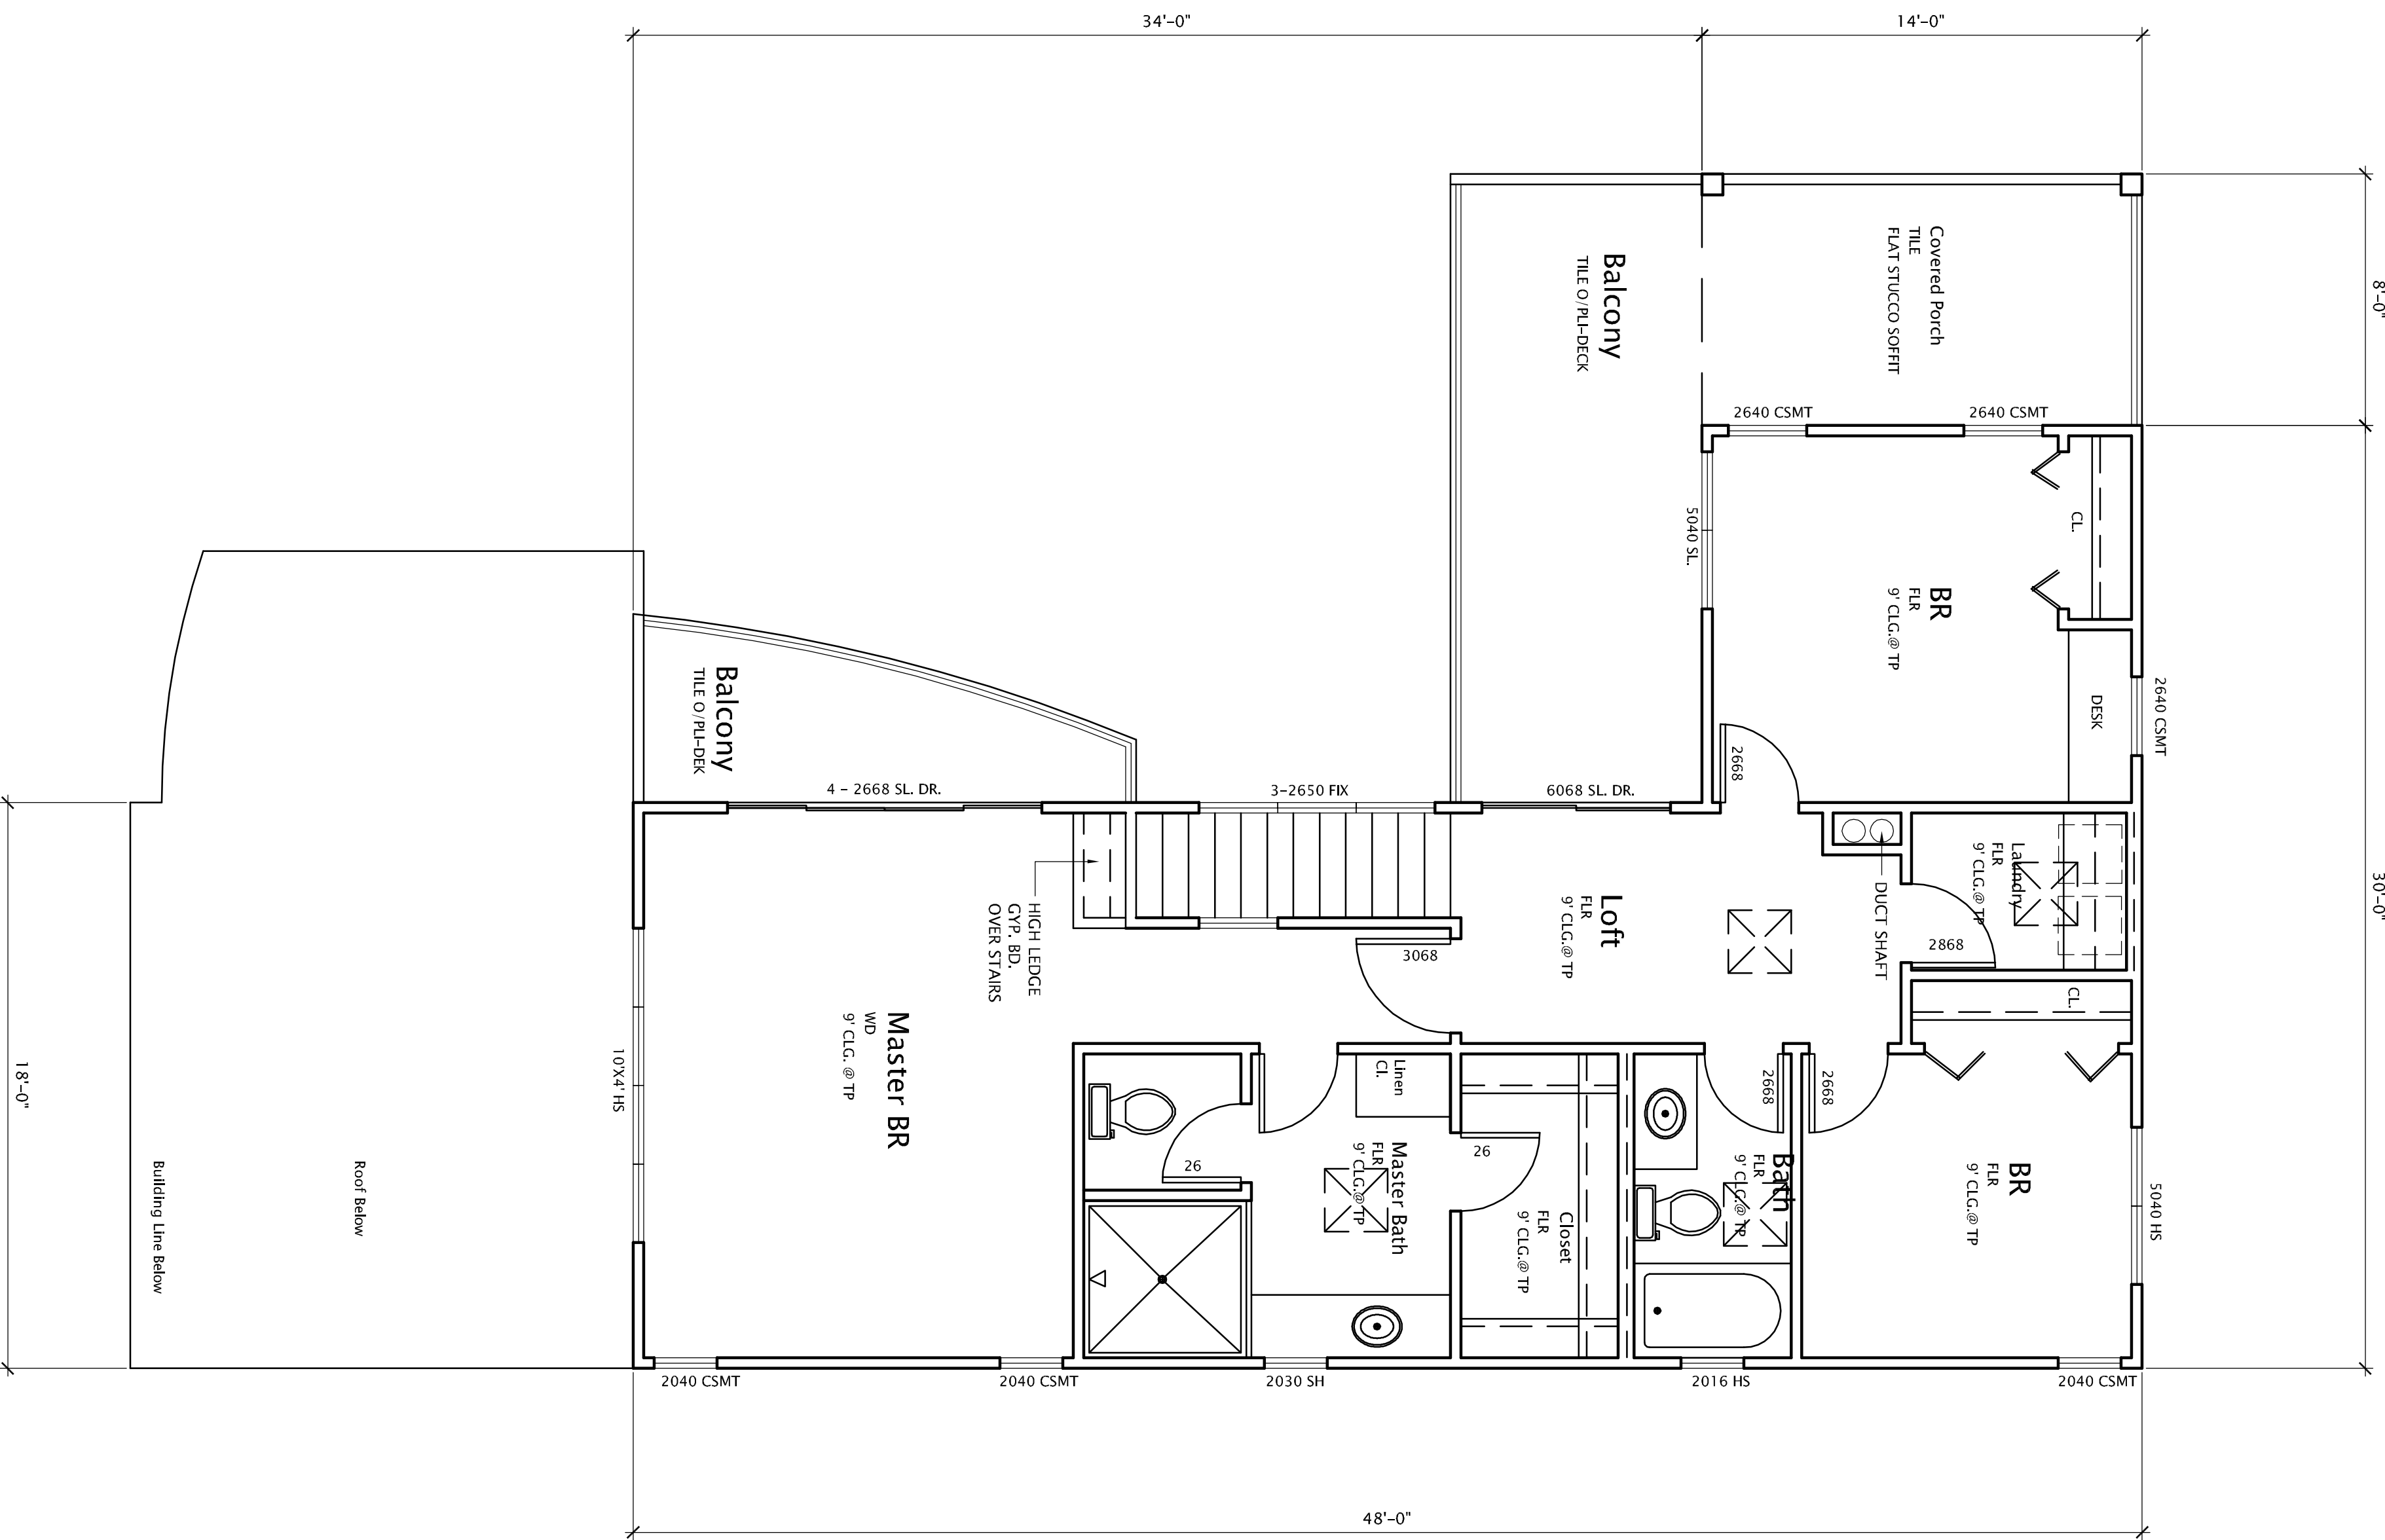 34'-0"
14'-0"
8'-0"
Covered Porch
TILE
FLAT STUCCO SOFFIT
Balcony
TILE O/PLI-DECK
2640 CSMT
2640 CSMT
CL.
5040 SL.
BR
FLR
9' CLG.@ TP
2640 CSMT
DESK
2668
Balcony
TILE O/PLI-DEK
4 - 2668 SL. DR.
3-2650 FIX
6068 SL. DR.
Laundry
FLR
9' CLG.@ TP
30'-0"
DUCT SHAFT
2868
HIGH LEDGE
GYP. BD.
OVER STAIRS
Loft
FLR
9' CLG.@ TP
3068
CL.
Master BR
WD
9' CLG. @ TP
10'X4' HS
18'-0"
Linen
Cl.
2668
2668
26
26
Master Bath
FLR
9' CLG.@ TP
Closet
FLR
9' CLG.@ TP
Bath
FLR
9' CLG.@ TP
BR
FLR
9' CLG.@ TP
5040 HS
Building Line Below
Roof Below
2040 CSMT
2040 CSMT
2030 SH
2016 HS
2040 CSMT
48'-0"